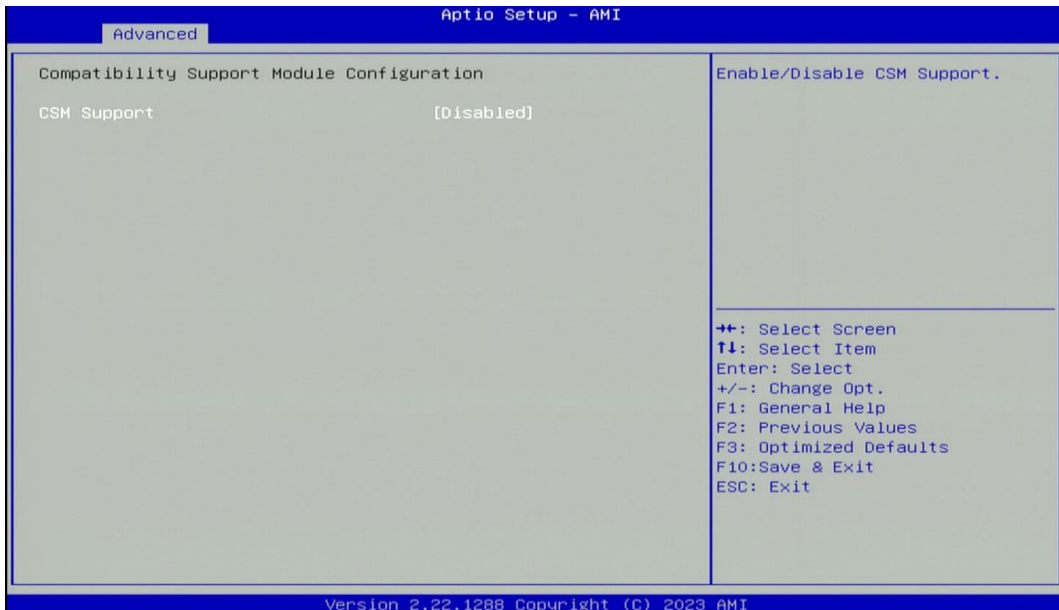 Aptio Setup – AMI
Advanced
Compatibility Support Module Configuration
CSM Support [Disabled]
Enable/Disable CSM Support.
→←: Select Screen
↑↓: Select Item
Enter: Select
+/-: Change Opt.
F1: General Help
F2: Previous Values
F3: Optimized Defaults
F10:Save & Exit
ESC: Exit
Version 2.22.1288 Copyright (C) 2023 AMI